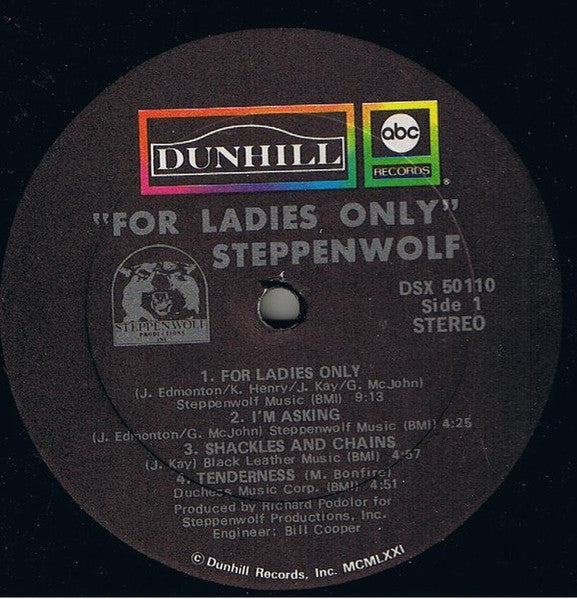 DUNHILL
abc
RECORDS
®
"FOR LADIES ONLY"
STEPPENWOLF
STEPPENWOLF
PRODUCTIONS
INC.
DSX 50110
Side 1
STEREO
1. FOR LADIES ONLY
(J. Edmonton/K. Henry/J. Kay/G. McJohn)
Steppenwolf Music (BMI) 9:13
2. I'M ASKING
(J. Edmonton/G. McJohn) Steppenwolf Music (BMI) 4:25
3. SHACKLES AND CHAINS
(J. Kay) Black Leather Music (BMI) 4:57
4. TENDERNESS (M. Bonfire)
Duchess Music Corp. (BMI) 4:51
Produced by Richard Podolor for
Steppenwolf Productions, Inc.
Engineer: Bill Cooper
© Dunhill Records, Inc. MCMLXXI